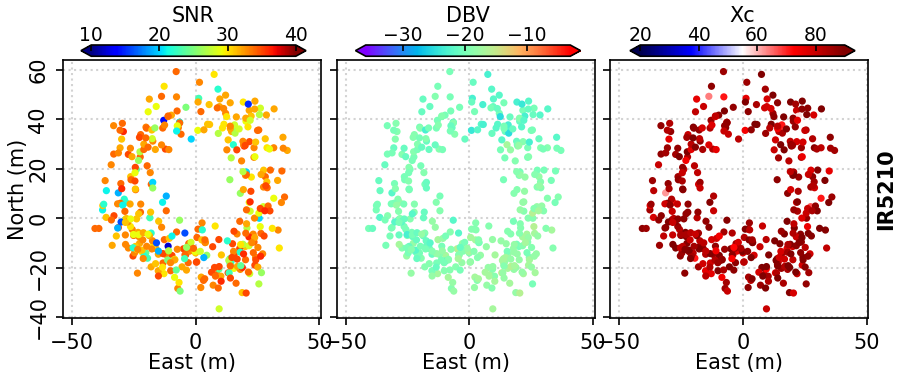 SNR DBV Xc
10 20 30 40 −30 −20 −10 20 40 60 80
60
40
20
0
−20
−40
North (m)
IR5210
−50 0 50 −50 0 50 −50 0 50
East (m) East (m) East (m)